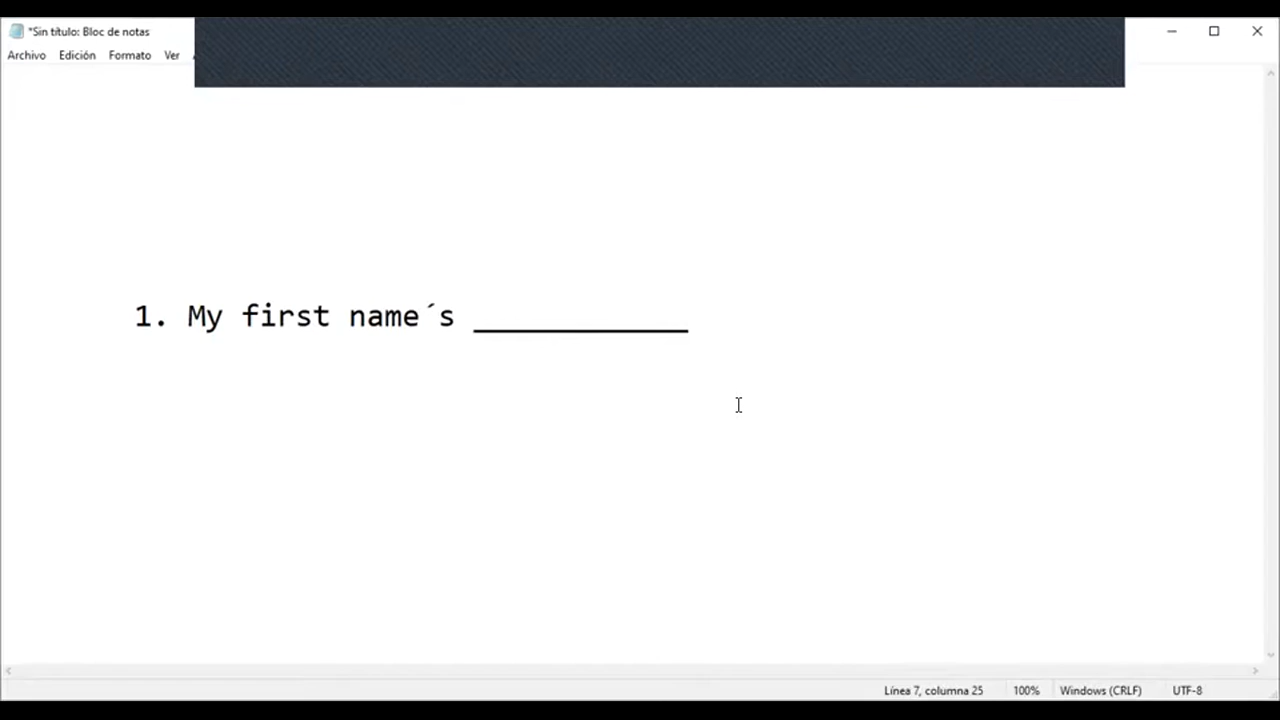 *Sin título: Bloc de notas
Archivo Edición Formato Ver
1. My first name´s ____________
Línea 7, columna 25 100% Windows (CRLF) UTF-8